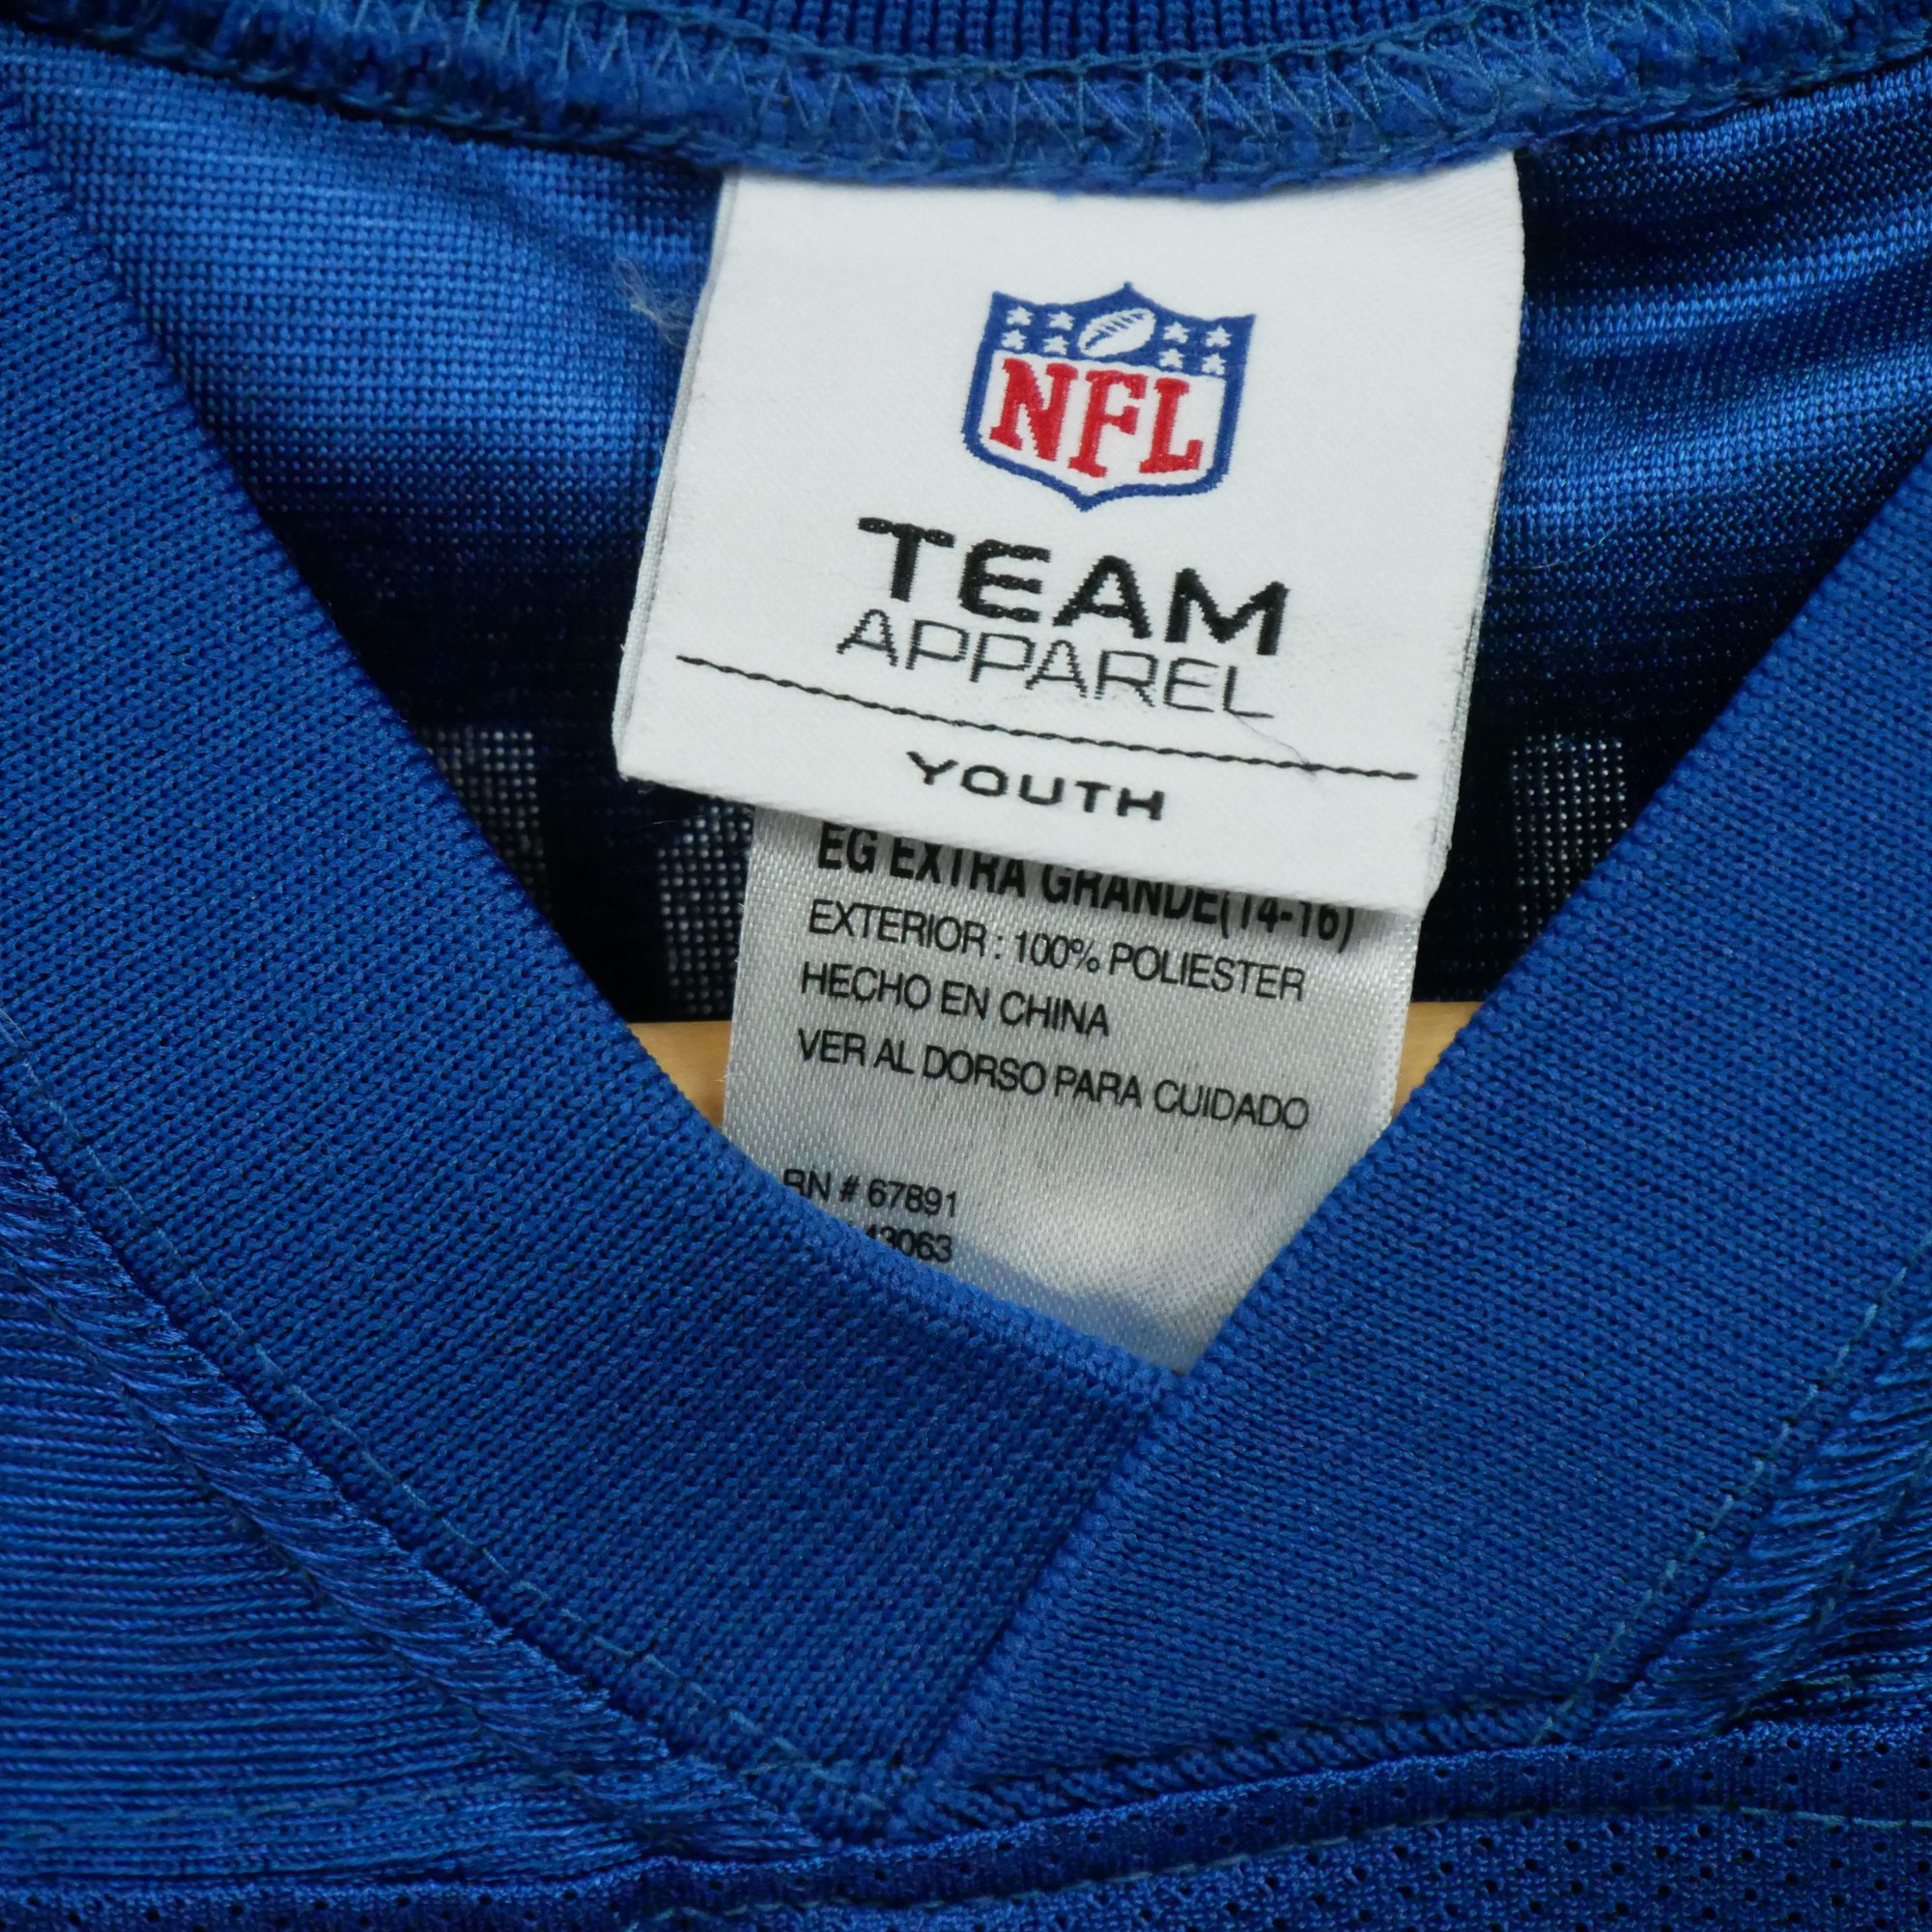 NFL
TEAM
APPAREL
YOUTH
EG EXTRA GRANDE(14-16)
EXTERIOR : 100% POLIESTER
HECHO EN CHINA
VER AL DORSO PARA CUIDADO
RN # 67891
43063